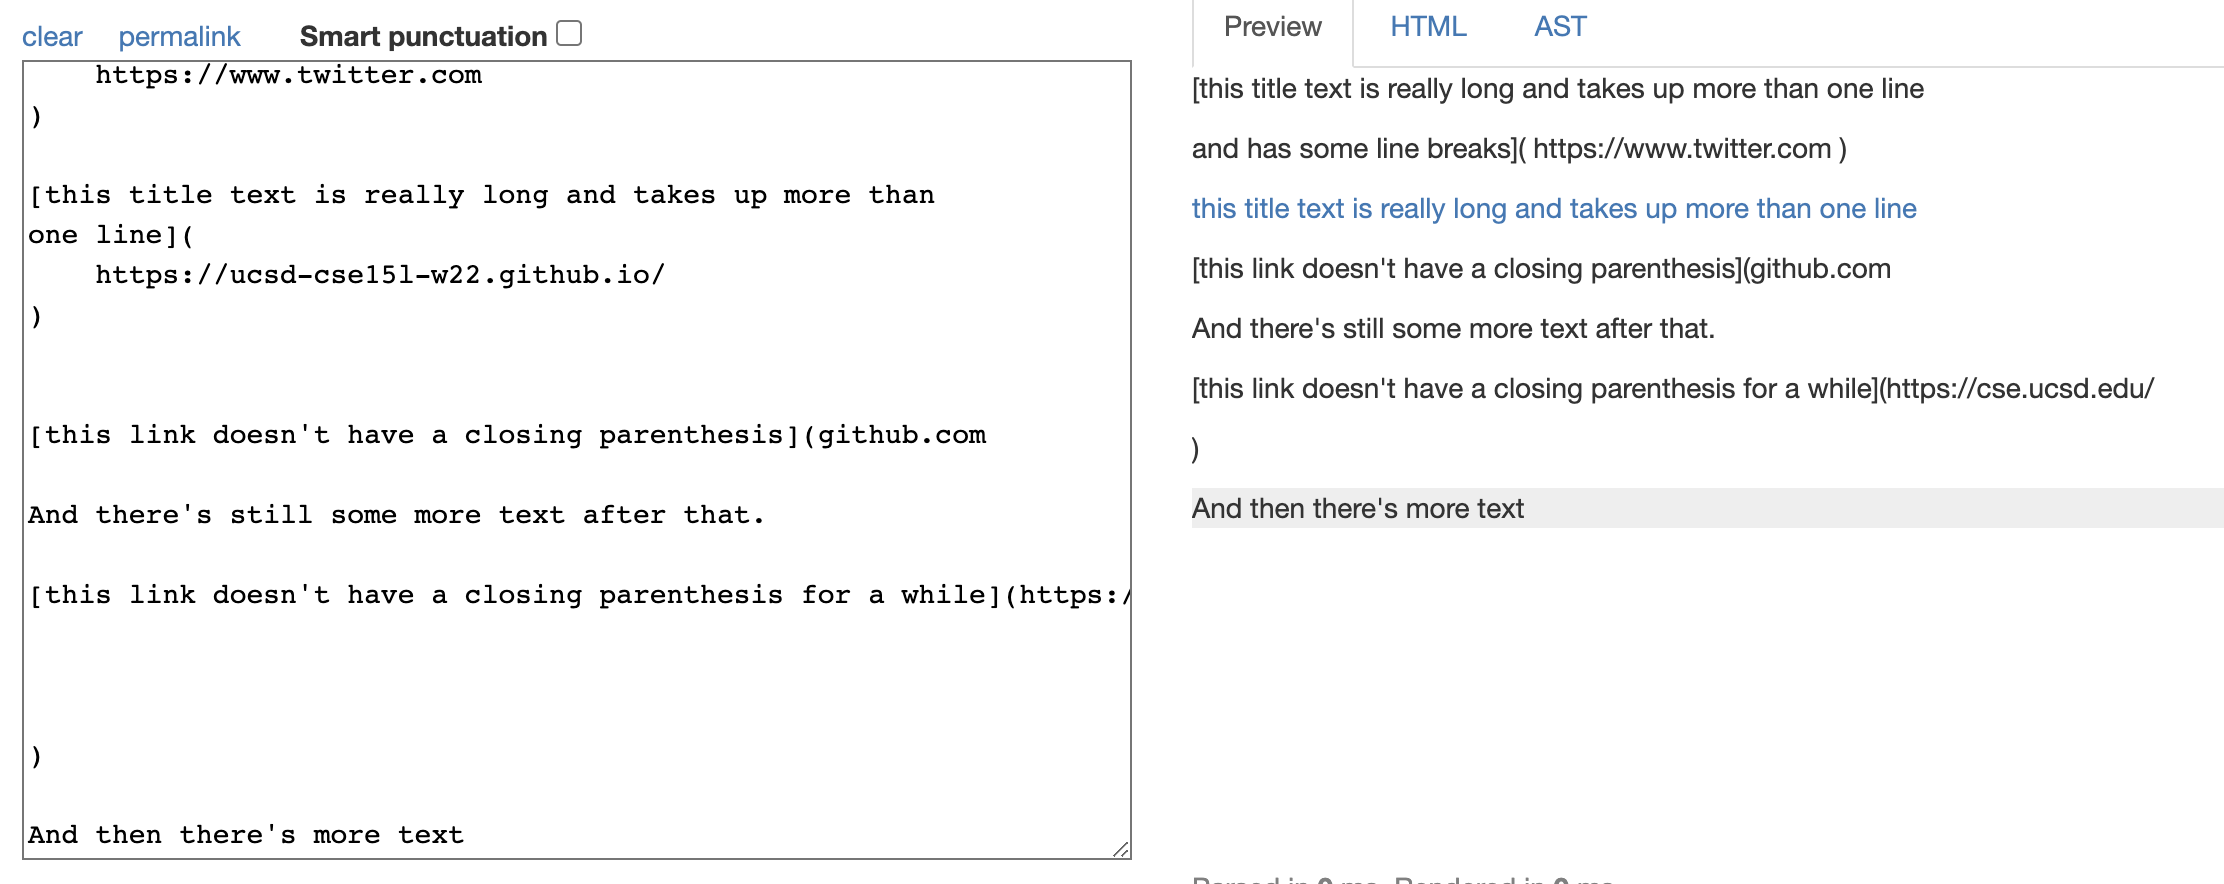 clear permalink Smart punctuation
https://www.twitter.com
)
[this title text is really long and takes up more than
one line](
https://ucsd-cse15l-w22.github.io/
)
[this link doesn't have a closing parenthesis](github.com
And there's still some more text after that.
[this link doesn't have a closing parenthesis for a while](https:/
)
And then there's more text
Preview HTML AST
[this title text is really long and takes up more than one line
and has some line breaks]( https://www.twitter.com )
this title text is really long and takes up more than one line
[this link doesn't have a closing parenthesis](github.com
And there's still some more text after that.
[this link doesn't have a closing parenthesis for a while](https://cse.ucsd.edu/
)
And then there's more text